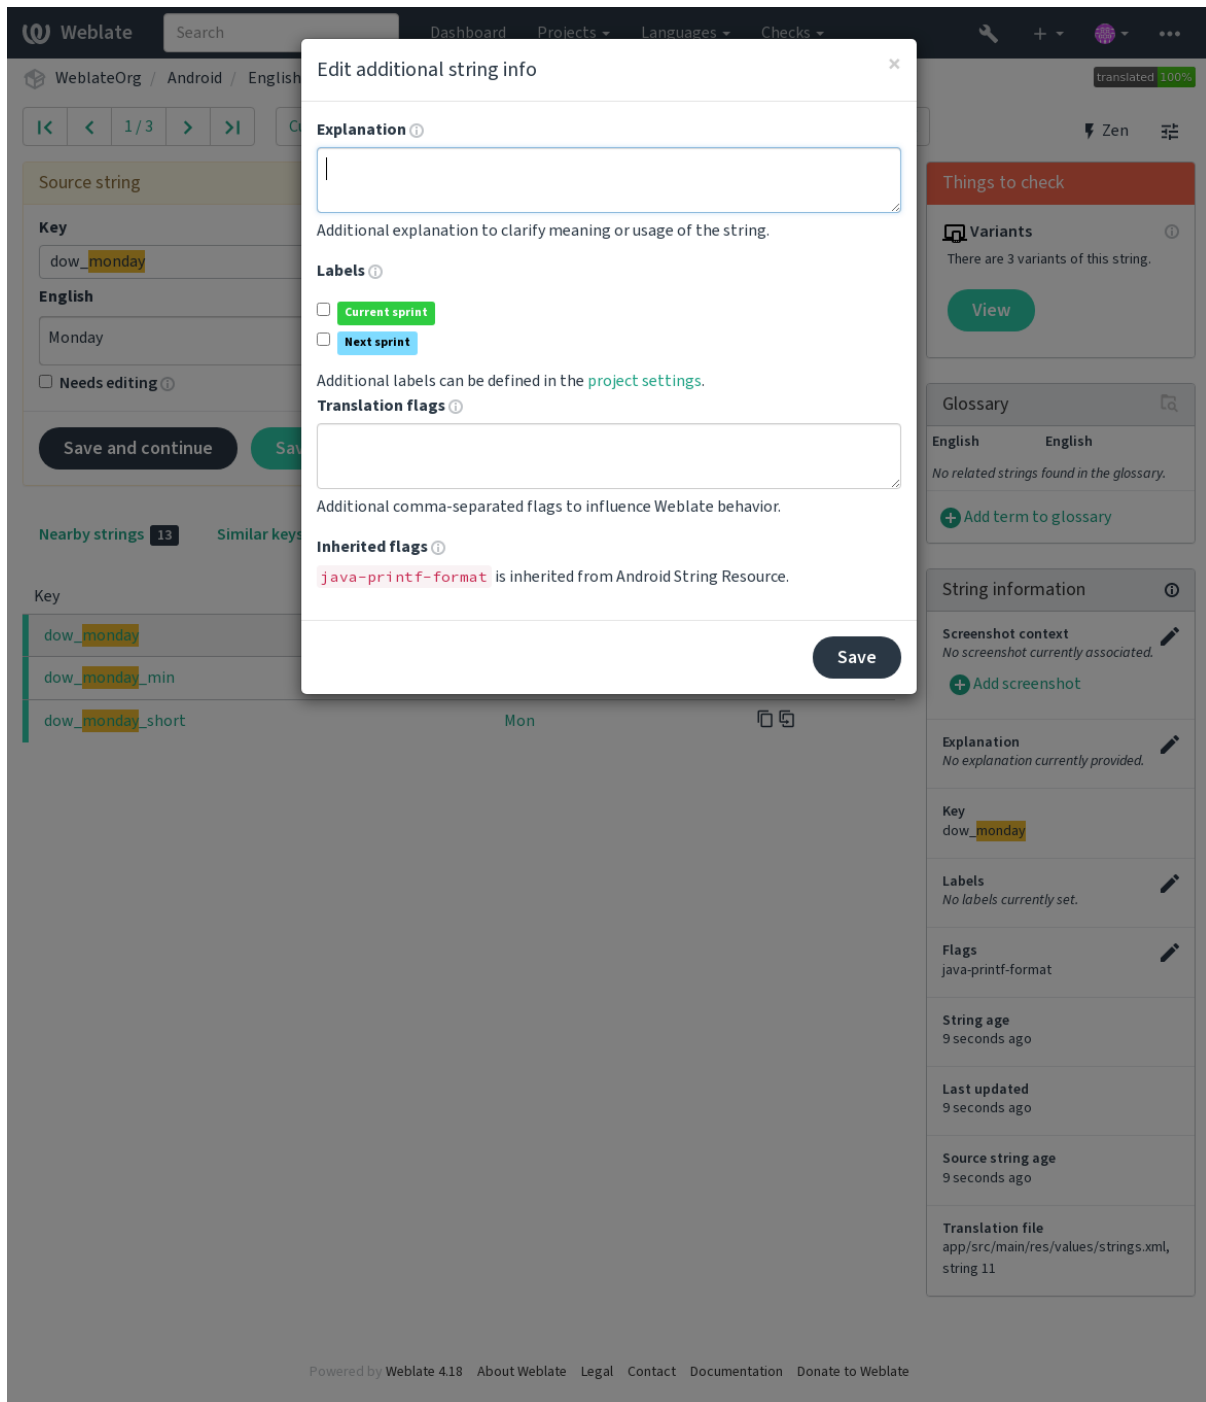 Weblate
Search
Dashboard
Projects
Languages
Checks
WeblateOrg / Android / English
translated 100%
1 / 3
Zen
Edit additional string info
×
Explanation
Additional explanation to clarify meaning or usage of the string.
Labels
Current sprint
Next sprint
Additional labels can be defined in the project settings.
Translation flags
Additional comma-separated flags to influence Weblate behavior.
Inherited flags
java-printf-format is inherited from Android String Resource.
Save
Source string
Key
dow_monday
English
Monday
Needs editing
Save and continue
Nearby strings 13
Similar keys
Key
dow_monday
dow_monday_min
dow_monday_short
Mon
Things to check
Variants
There are 3 variants of this string.
View
Glossary
English English
No related strings found in the glossary.
Add term to glossary
String information
Screenshot context
No screenshot currently associated.
Add screenshot
Explanation
No explanation currently provided.
Key
dow_monday
Labels
No labels currently set.
Flags
java-printf-format
String age
9 seconds ago
Last updated
9 seconds ago
Source string age
9 seconds ago
Translation file
app/src/main/res/values/strings.xml,
string 11
Powered by Weblate 4.18 About Weblate Legal Contact Documentation Donate to Weblate